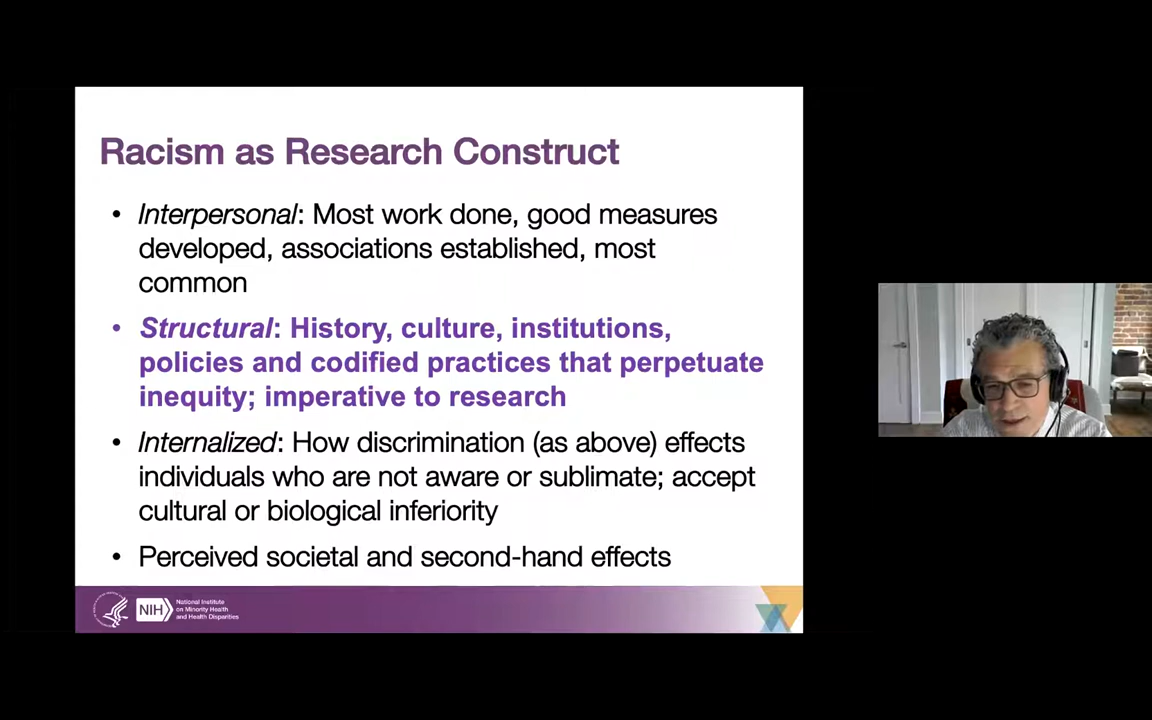 Racism as Research Construct
• Interpersonal: Most work done, good measures
developed, associations established, most
common
• Structural: History, culture, institutions,
policies and codified practices that perpetuate
inequity; imperative to research
• Internalized: How discrimination (as above) effects
individuals who are not aware or sublimate; accept
cultural or biological inferiority
• Perceived societal and second-hand effects
NIH
National Institute
on Minority Health
and Health Disparities